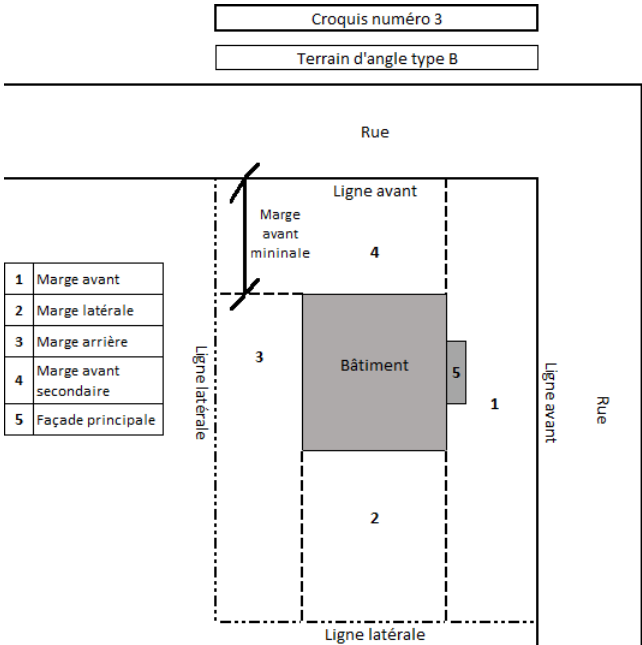 Croquis numéro 3
Terrain d'angle type B
Rue
Ligne avant
Marge
avant
mininale
4
1 Marge avant
2 Marge latérale
3 Marge arrière
4 Marge avant
secondaire
5 Façade principale
Ligne latérale
3
Bâtiment
5
1
Ligne avant
Rue
2
Ligne latérale